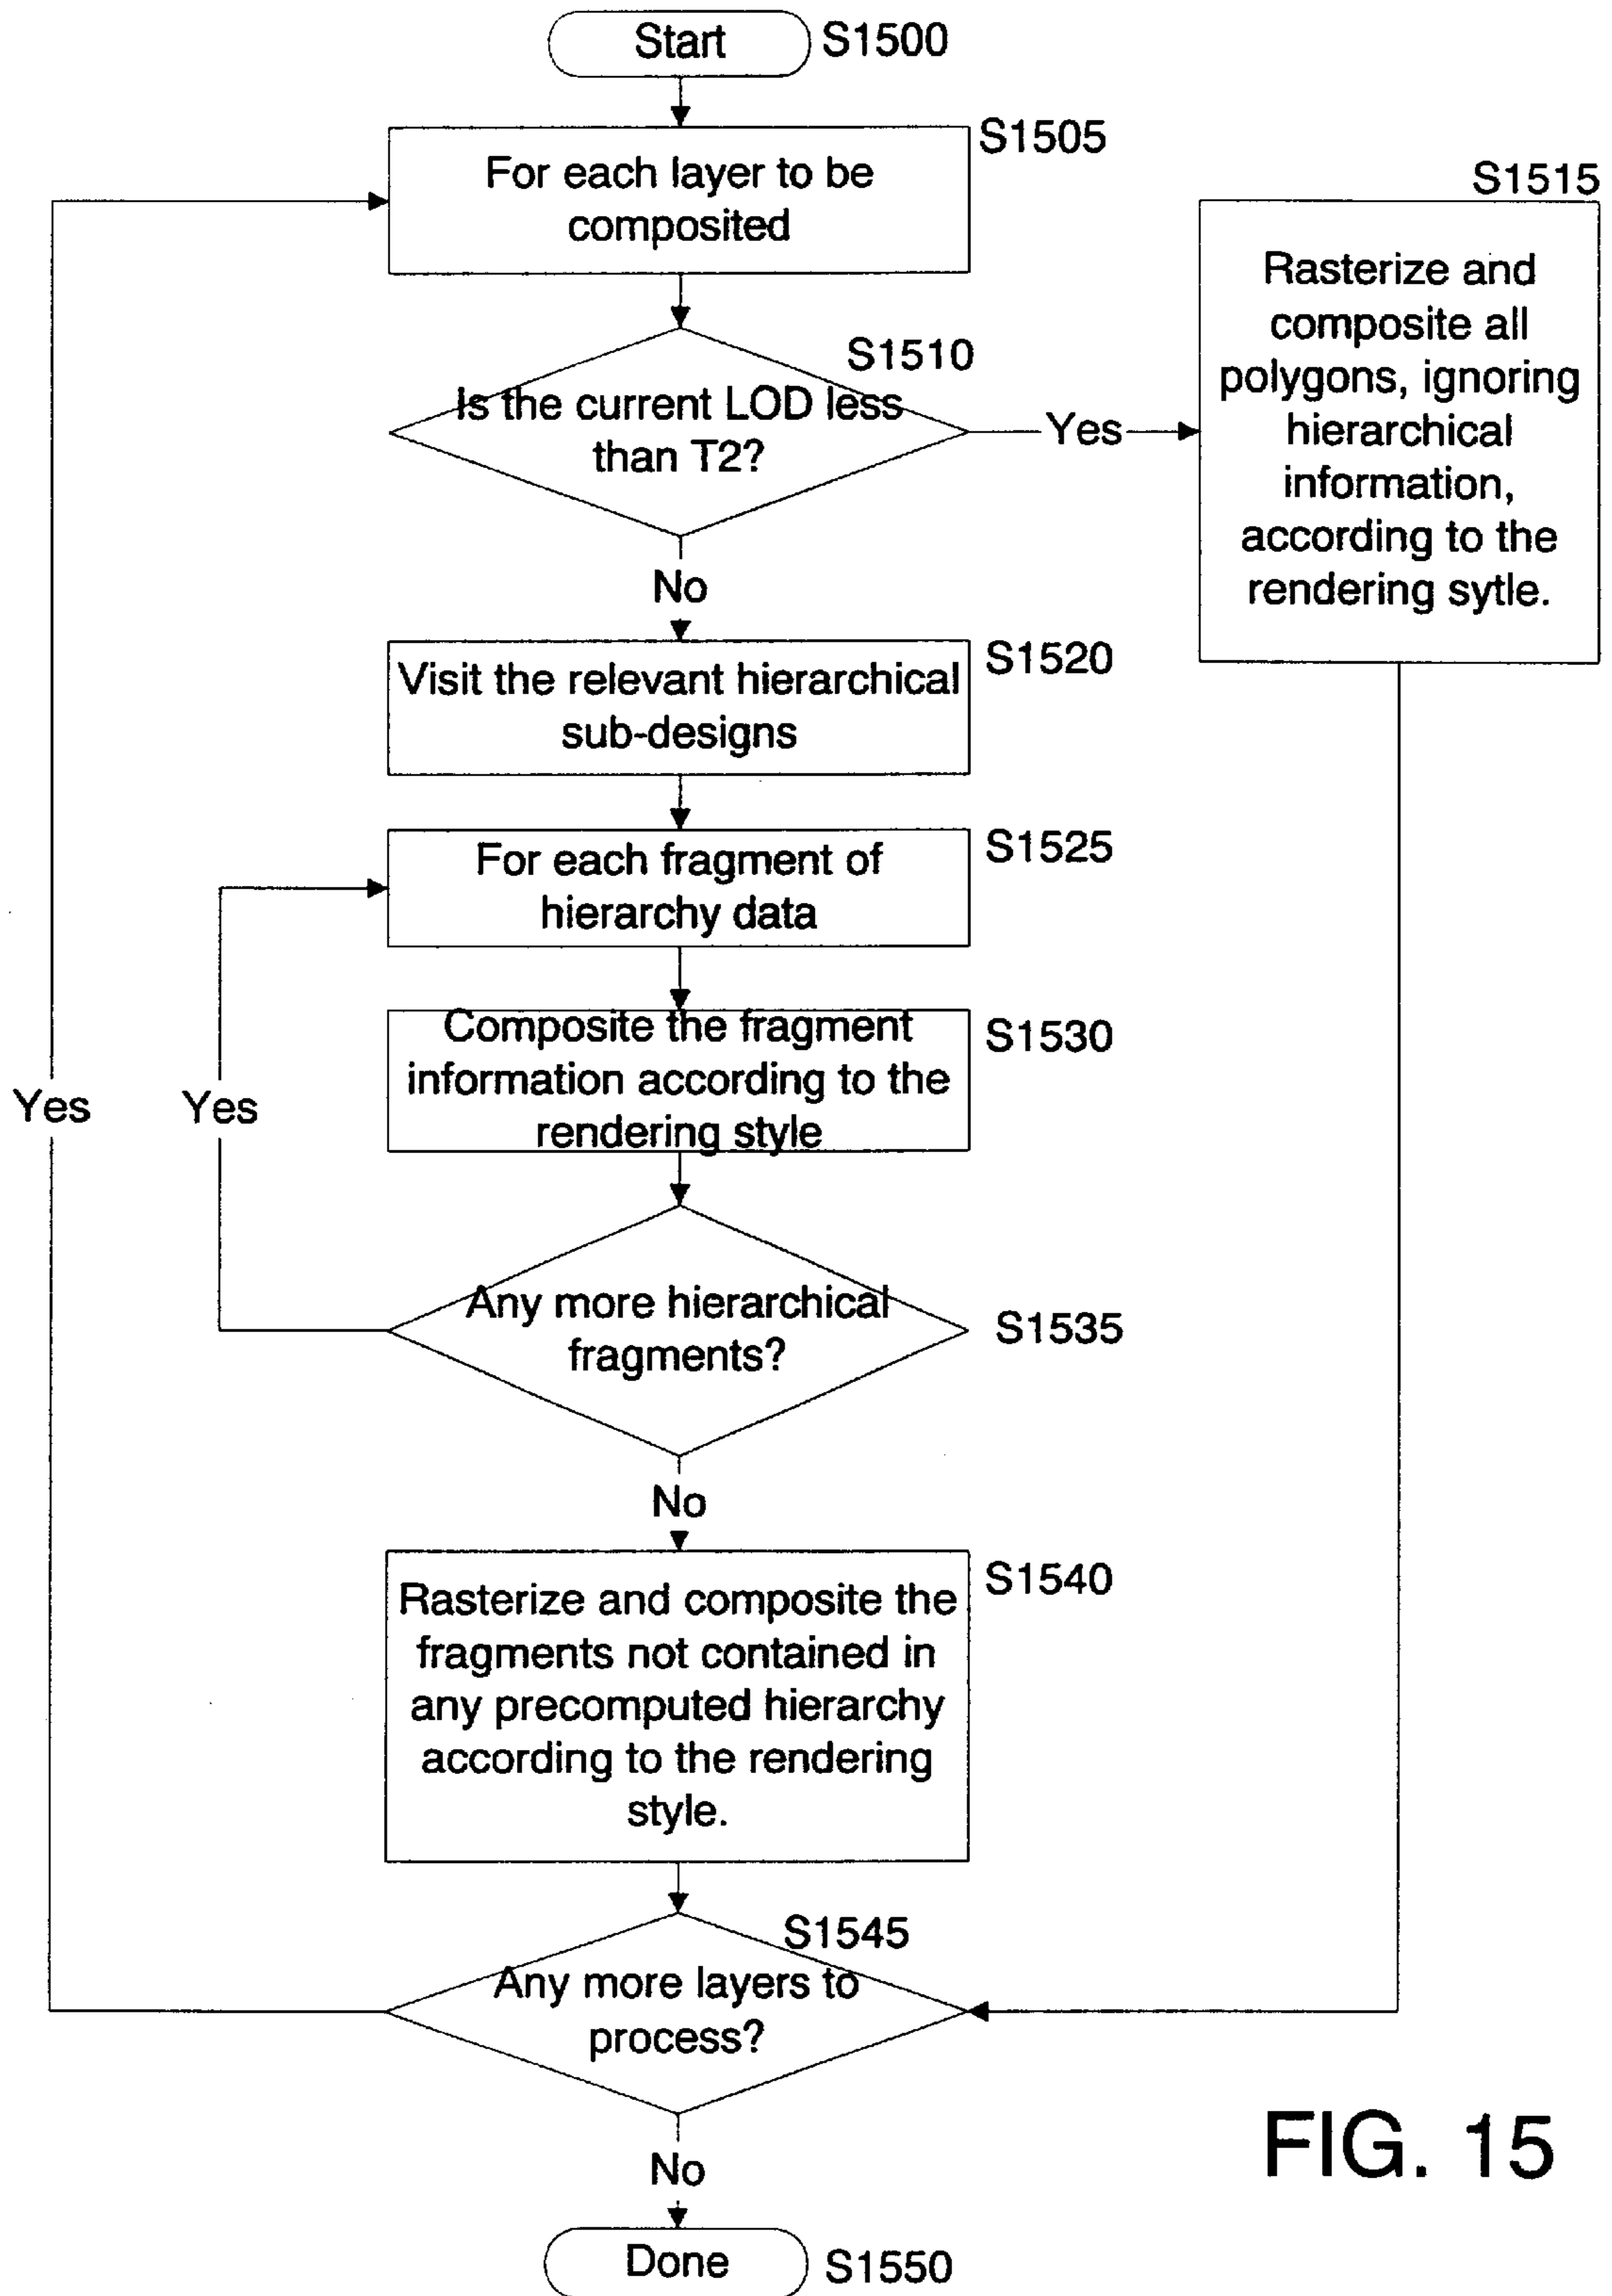 Start
S1500
For each layer to be
composited
S1505
Is the current LOD less
than T2?
S1510
Yes
S1515
Rasterize and
composite all
polygons, ignoring
hierarchical
information,
according to the
rendering sytle.
No
Visit the relevant hierarchical
sub-designs
S1520
For each fragment of
hierarchy data
S1525
Composite the fragment
information according to the
rendering style
S1530
Yes
Yes
Any more hierarchical
fragments?
S1535
No
Rasterize and composite the
fragments not contained in
any precomputed hierarchy
according to the rendering
style.
S1540
S1545
Any more layers to
process?
No
Done
S1550
FIG. 15